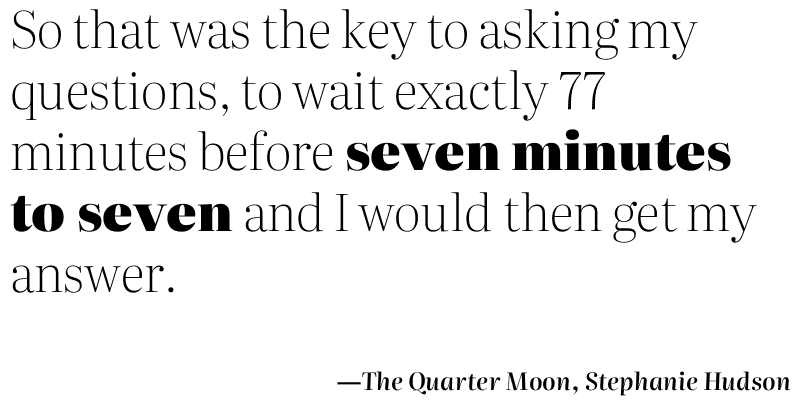 So that was the key to asking my
questions, to wait exactly 77
minutes before seven minutes
to seven and I would then get my
answer.
—The Quarter Moon, Stephanie Hudson